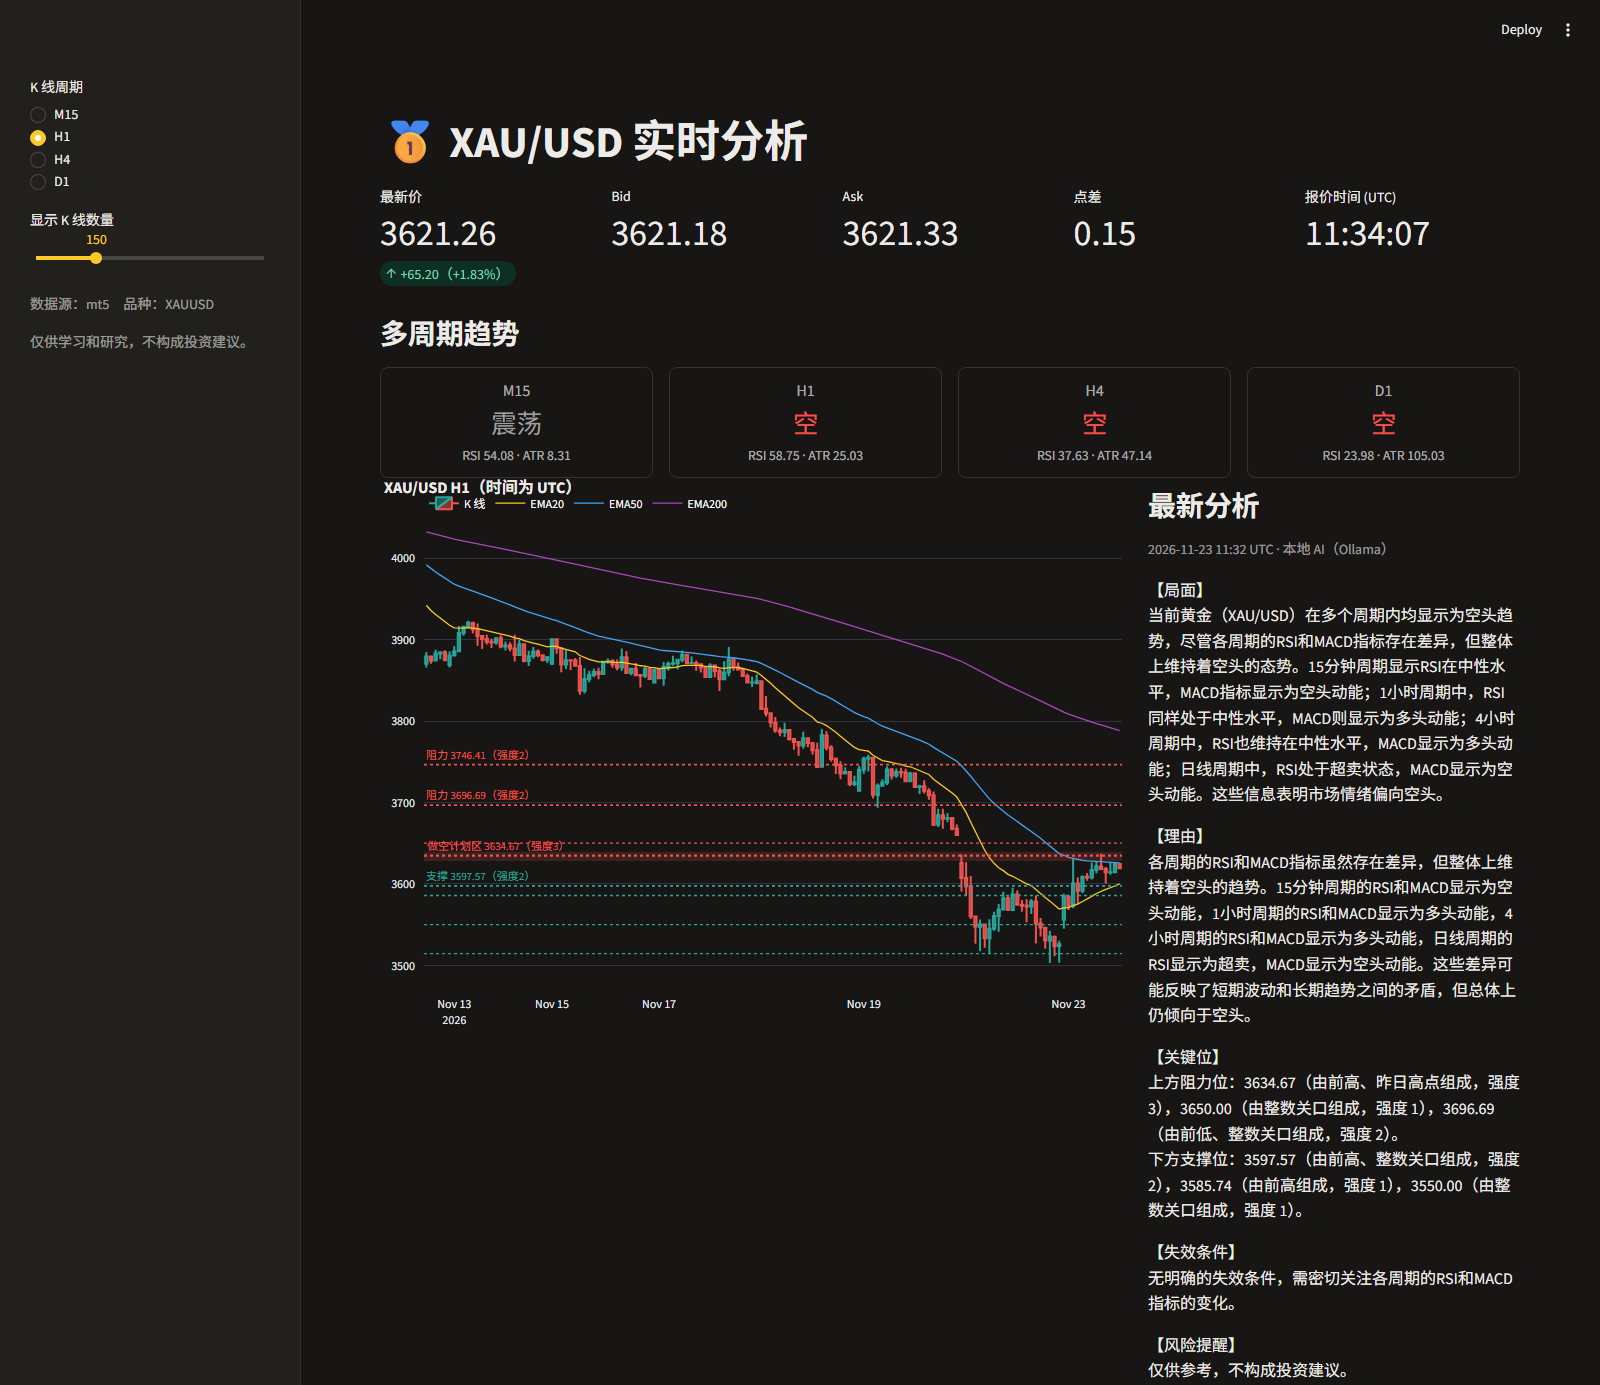 Deploy
K 线周期
M15
H1
H4
D1
显示 K 线数量
150
数据源：mt5 品种：XAUUSD
仅供学习和研究，不构成投资建议。
XAU/USD 实时分析
最新价
3621.26
↑ +65.20（+1.83%）
Bid
3621.18
Ask
3621.33
点差
0.15
报价时间 (UTC)
11:34:07
多周期趋势
M15
震荡
RSI 54.08 · ATR 8.31
H1
空
RSI 58.75 · ATR 25.03
H4
空
RSI 37.63 · ATR 47.14
D1
空
RSI 23.98 · ATR 105.03
XAU/USD H1（时间为 UTC）
K 线 EMA20 EMA50 EMA200
4000
3900
3800
3700
3600
3500
阻力 3746.41（强度2）
阻力 3696.69（强度2）
做空计划区 3634.67（强度3）
支撑 3597.57（强度2）
Nov 13
2026
Nov 15
Nov 17
Nov 19
Nov 23
最新分析
2026-11-23 11:32 UTC · 本地 AI（Ollama）
【局面】
当前黄金（XAU/USD）在多个周期内均显示为空头趋
势，尽管各周期的RSI和MACD指标存在差异，但整体
上维持着空头的态势。15分钟周期显示RSI在中性水
平，MACD指标显示为空头动能；1小时周期中，RSI
同样处于中性水平，MACD则显示为多头动能；4小时
周期中，RSI也维持在中性水平，MACD显示为多头动
能；日线周期中，RSI处于超卖状态，MACD显示为空
头动能。这些信息表明市场情绪偏向空头。
【理由】
各周期的RSI和MACD指标虽然存在差异，但整体上维
持着空头的趋势。15分钟周期的RSI和MACD显示为空
头动能，1小时周期的RSI和MACD显示为多头动能，4
小时周期的RSI和MACD显示为多头动能，日线周期的
RSI显示为超卖，MACD显示为空头动能。这些差异可
能反映了短期波动和长期趋势之间的矛盾，但总体上
仍倾向于空头。
【关键位】
上方阻力位：3634.67（由前高、昨日高点组成，强度
3），3650.00（由整数关口组成，强度 1），3696.69
（由前低、整数关口组成，强度 2）。
下方支撑位：3597.57（由前高、整数关口组成，强度
2），3585.74（由前高组成，强度 1），3550.00（由整
数关口组成，强度 1）。
【失效条件】
无明确的失效条件，需密切关注各周期的RSI和MACD
指标的变化。
【风险提醒】
仅供参考，不构成投资建议。